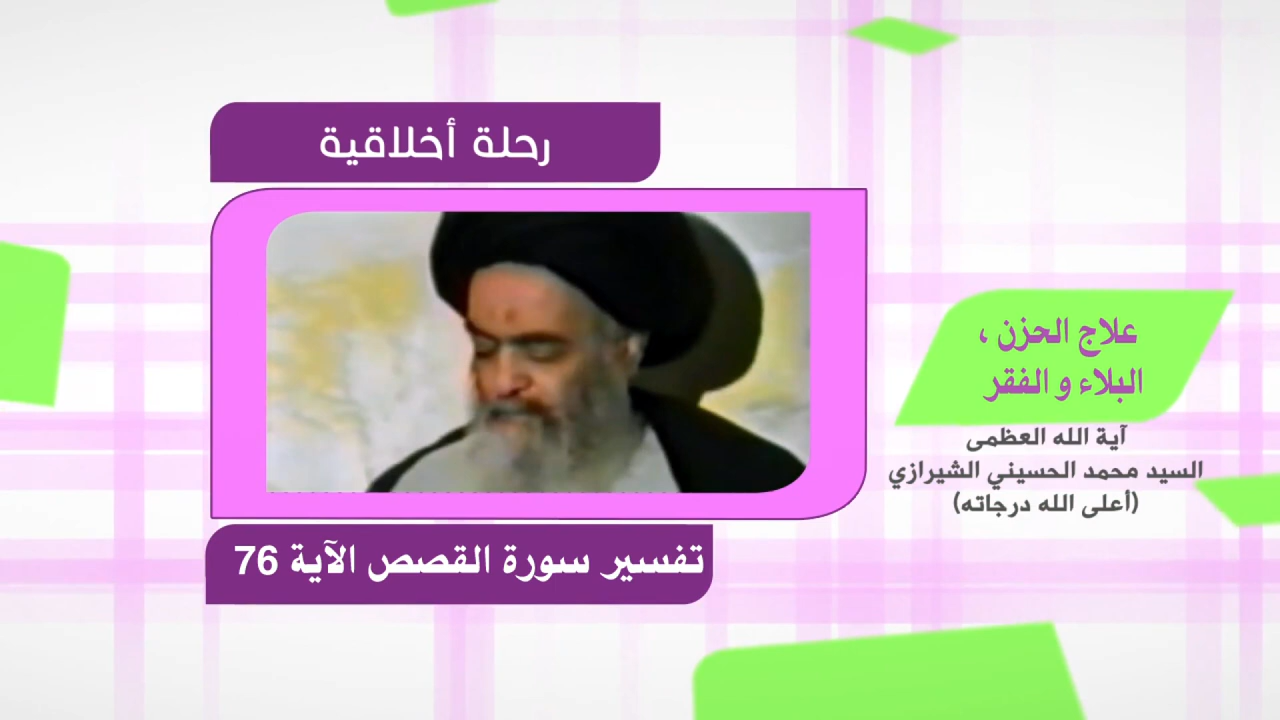 رحلة أخلاقية
علاج الحزن ،
البلاء و الفقر
آية الله العظمى
السيد محمد الحسيني الشيرازي
(أعلى الله درجاته)
تفسير سورة القصص الآية 76